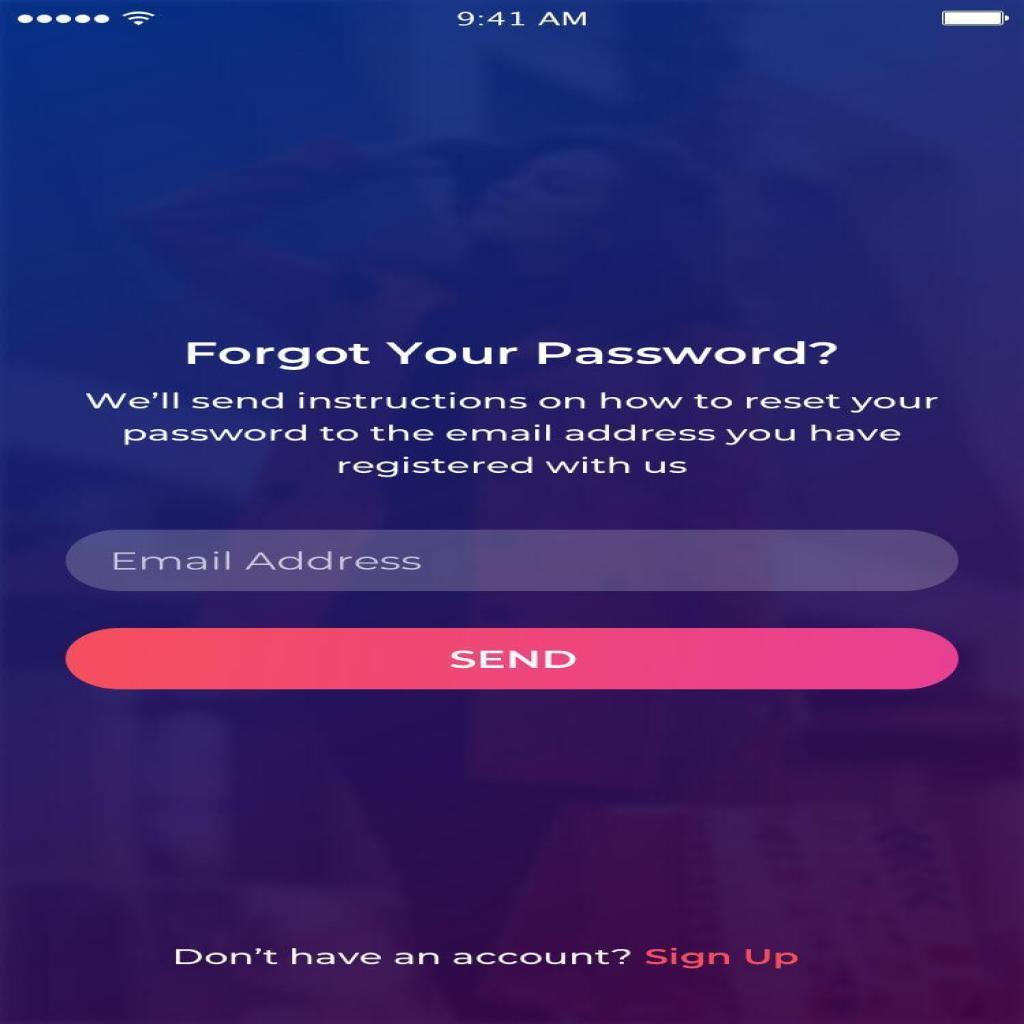 9:41 AM
Forgot Your Password?
We’ll send instructions on how to reset your
password to the email address you have
registered with us
Email Address
SEND
Don’t have an account? Sign Up